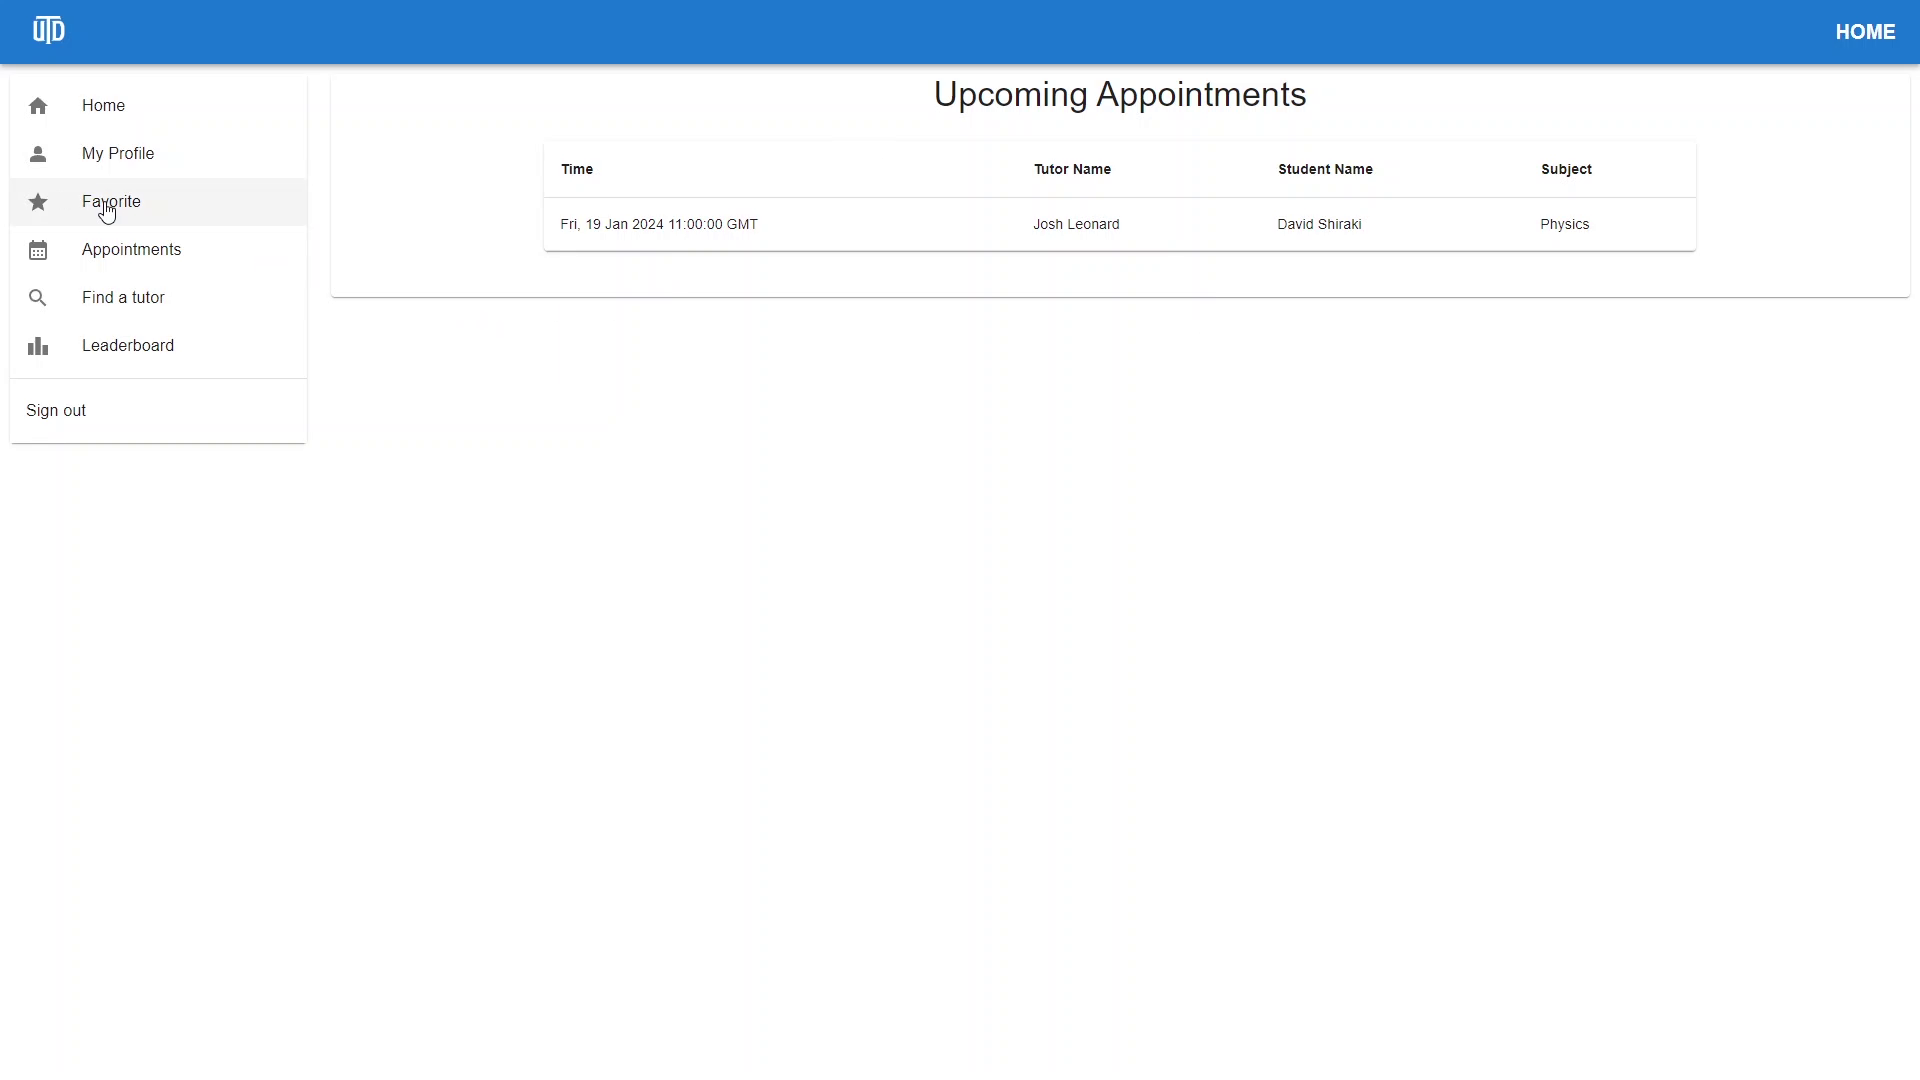 UTD
HOME
Home
My Profile
Favorite
Appointments
Find a tutor
Leaderboard
Sign out
Upcoming Appointments
Time Tutor Name Student Name Subject
Fri, 19 Jan 2024 11:00:00 GMT Josh Leonard David Shiraki Physics